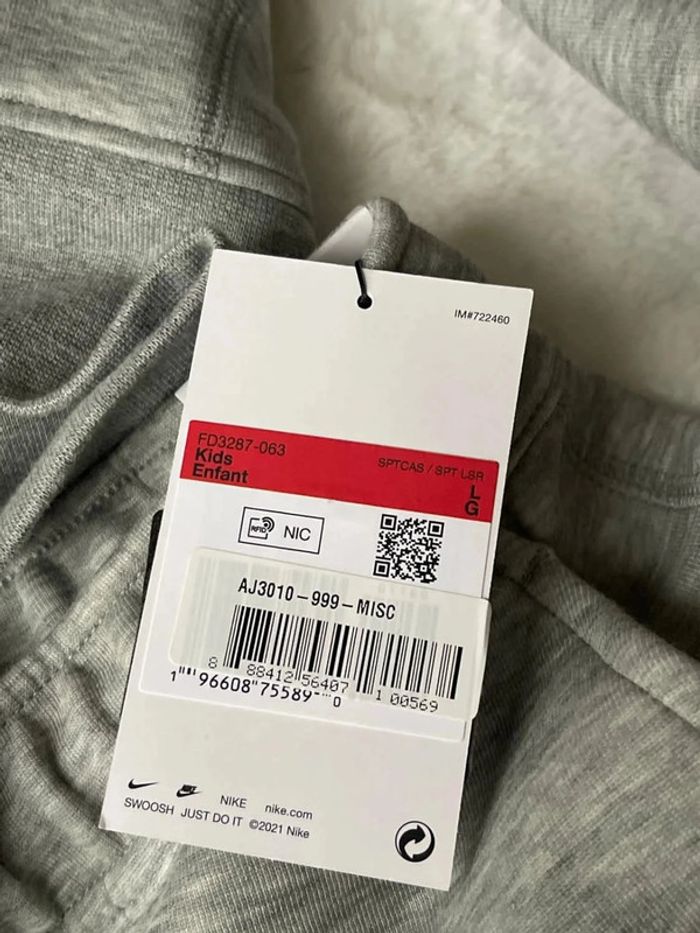 IM#722460
FD3287-063
Kids
Enfant
SPTCAS / SPT LSR
L
G
RFID
NIC
AJ3010-999-MISC
8 88412 56407 1 00569
1 96608 75589 0
NIKE nike.com
SWOOSH JUST DO IT ©2021 Nike